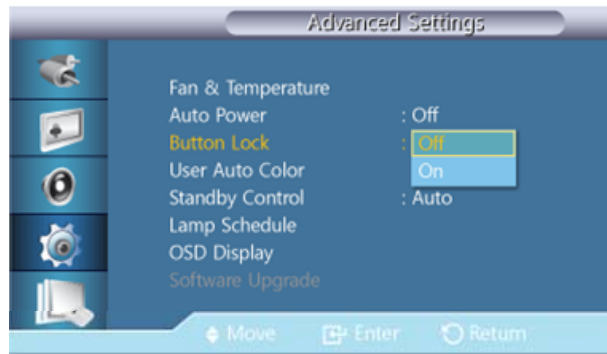 Advanced Settings
Fan & Temperature
Auto Power : Off
Button Lock : Off
User Auto Color On
Standby Control : Auto
Lamp Schedule
OSD Display
Software Upgrade
Move Enter Return